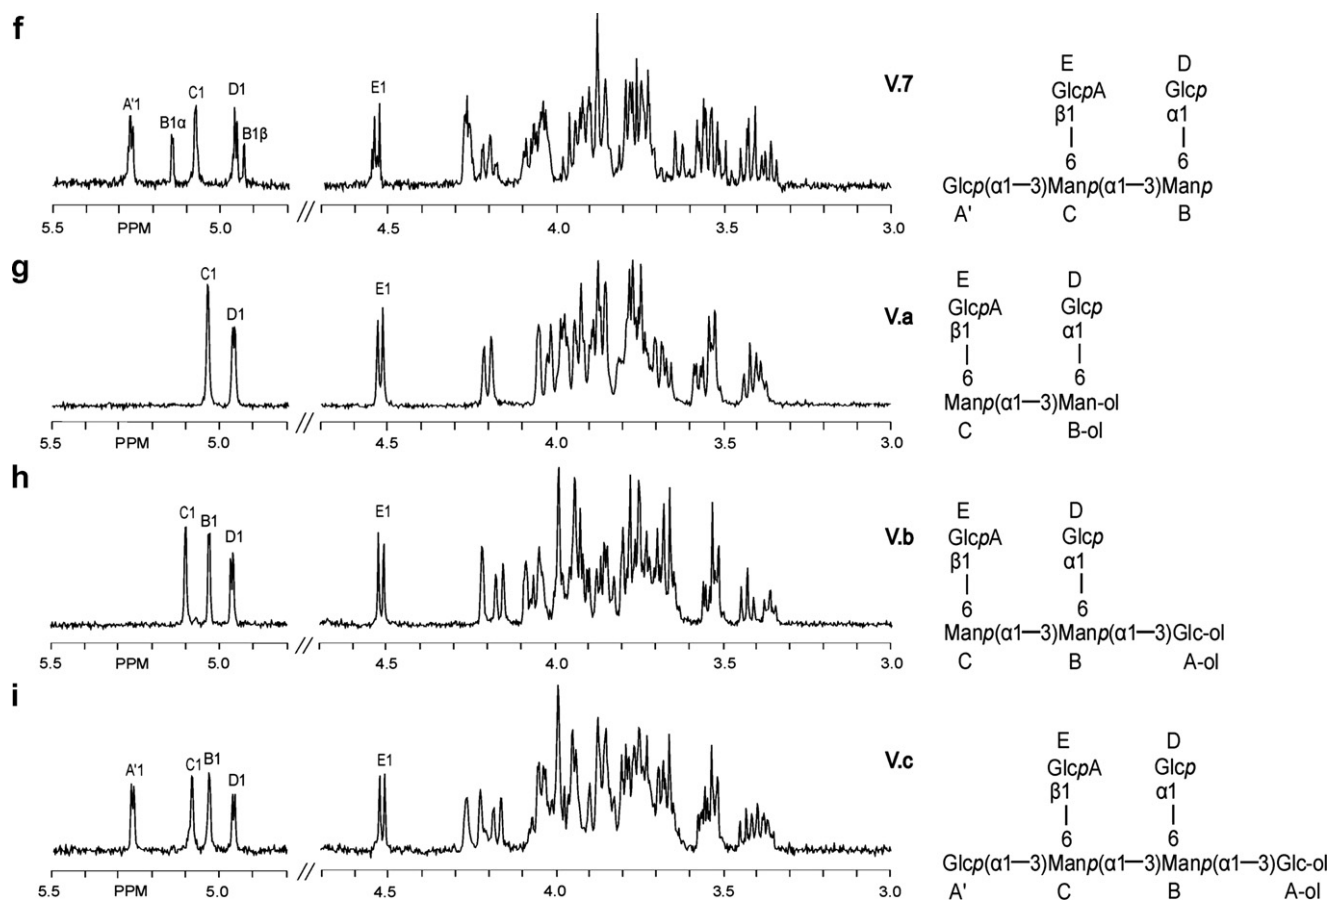 f
A'1
B1α
C1
D1
B1β
E1
V.7
5.5 PPM 5.0 4.5 4.0 3.5 3.0
E D
GlcpA Glcp
β1 α1
6 6
Glcp(α1—3)Manp(α1—3)Manp
A' C B
g
C1
D1
E1
V.a
5.5 PPM 5.0 4.5 4.0 3.5 3.0
E D
GlcpA Glcp
β1 α1
6 6
Manp(α1—3)Man-ol
C B-ol
h
C1 B1
D1
E1
V.b
5.5 PPM 5.0 4.5 4.0 3.5 3.0
E D
GlcpA Glcp
β1 α1
6 6
Manp(α1—3)Manp(α1—3)Glc-ol
C B A-ol
i
A'1
C1 B1
D1
E1
V.c
5.5 PPM 5.0 4.5 4.0 3.5 3.0
E D
GlcpA Glcp
β1 α1
6 6
Glcp(α1—3)Manp(α1—3)Manp(α1—3)Glc-ol
A' C B A-ol